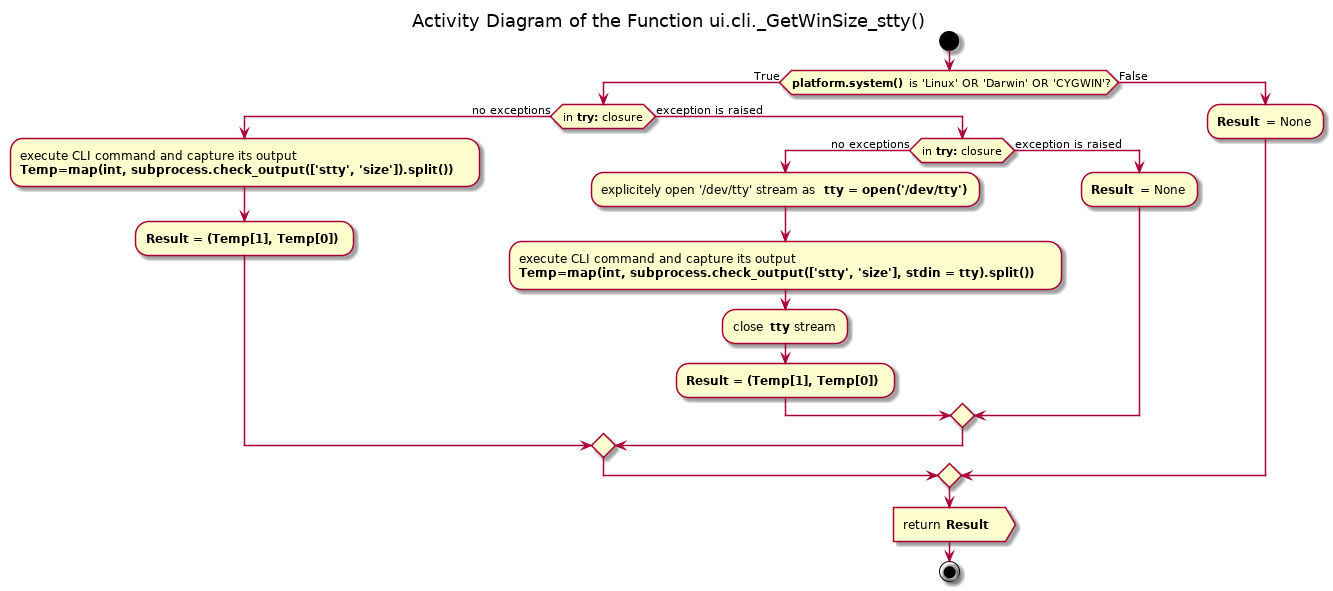 Activity Diagram of the Function ui.cli._GetWinSize_stty()
platform.system() is 'Linux' OR 'Darwin' OR 'CYGWIN'?
True
False
in try: closure
no exceptions
exception is raised
execute CLI command and capture its output
Temp=map(int, subprocess.check_output(['stty', 'size']).split())
Result = (Temp[1], Temp[0])
in try: closure
no exceptions
exception is raised
explicitely open '/dev/tty' stream as tty = open('/dev/tty')
execute CLI command and capture its output
Temp=map(int, subprocess.check_output(['stty', 'size'], stdin = tty).split())
close tty stream
Result = (Temp[1], Temp[0])
Result = None
Result = None
return Result